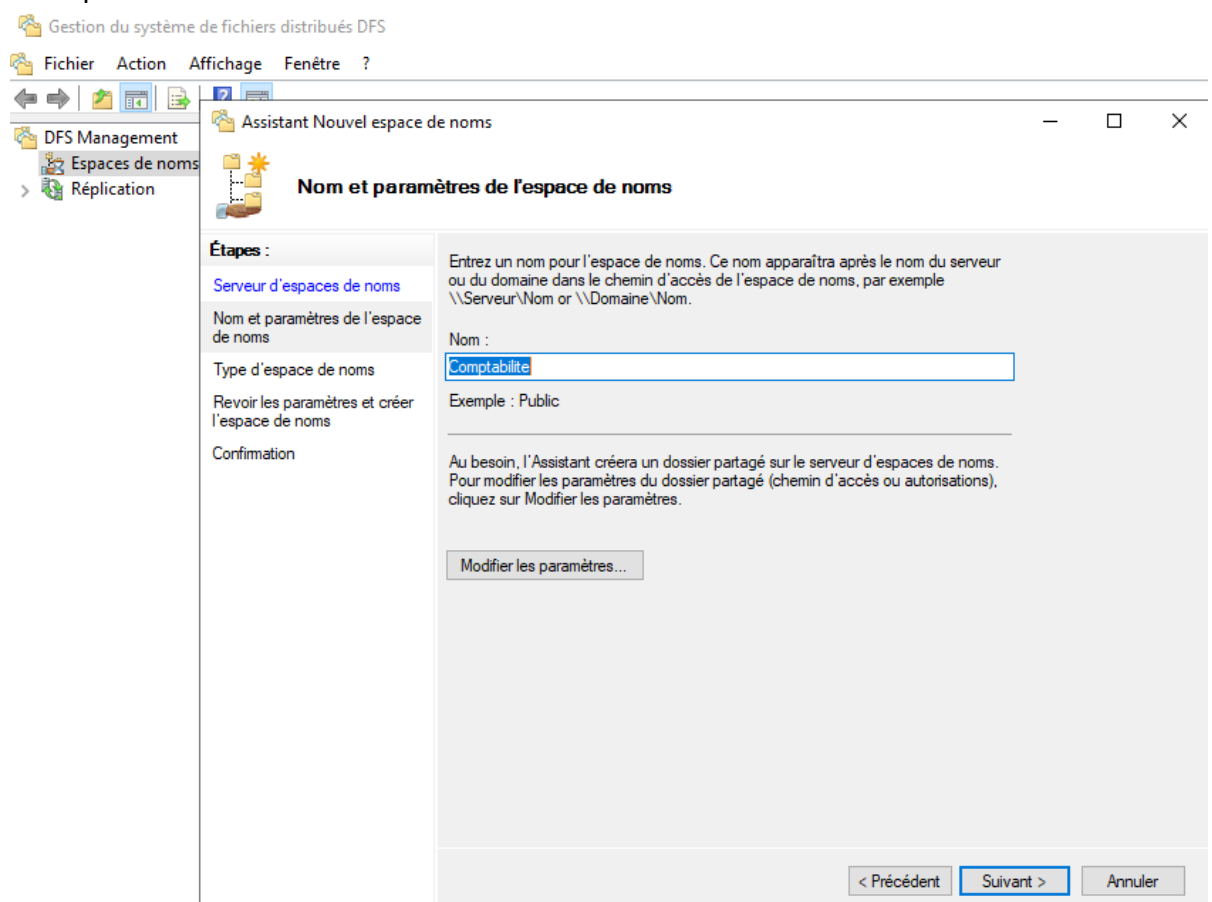 Gestion du système de fichiers distribués DFS
Fichier Action Affichage Fenêtre ?
DFS Management
Espaces de noms
Réplication
Assistant Nouvel espace de noms
Nom et paramètres de l'espace de noms
Étapes :
Serveur d'espaces de noms
Nom et paramètres de l'espace
de noms
Type d'espace de noms
Revoir les paramètres et créer
l'espace de noms
Confirmation
Entrez un nom pour l'espace de noms. Ce nom apparaîtra après le nom du serveur
ou du domaine dans le chemin d'accès de l'espace de noms, par exemple
\\Serveur\Nom or \\Domaine\Nom.
Nom :
Comptabilite
Exemple : Public
Au besoin, l'Assistant créera un dossier partagé sur le serveur d'espaces de noms.
Pour modifier les paramètres du dossier partagé (chemin d'accès ou autorisations),
cliquez sur Modifier les paramètres.
Modifier les paramètres...
< Précédent Suivant > Annuler